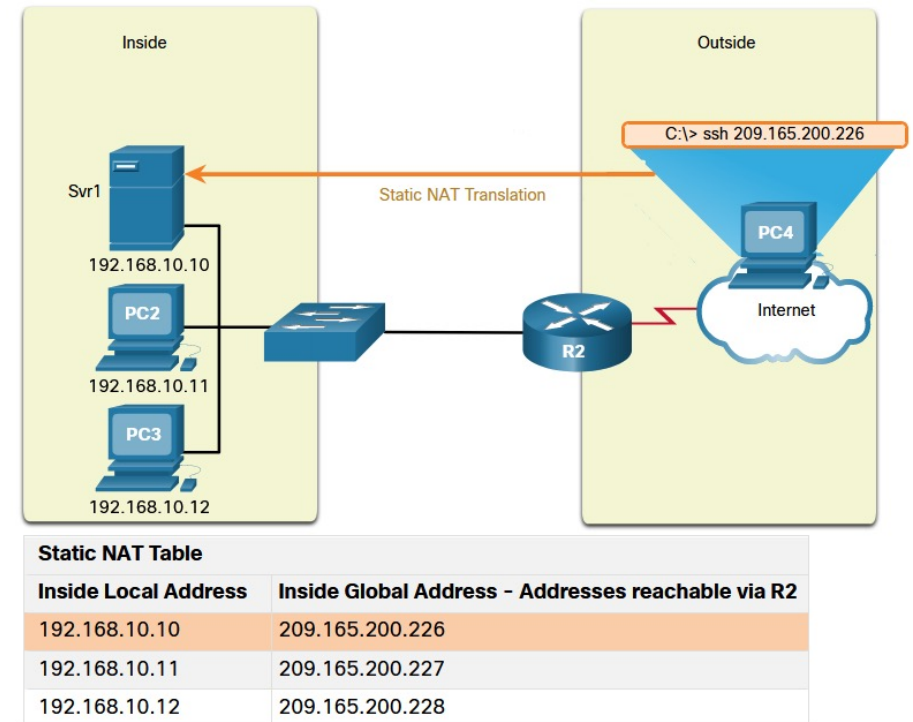 Inside
Outside
C:\> ssh 209.165.200.226
Svr1
Static NAT Translation
PC4
192.168.10.10
PC2
Internet
R2
192.168.10.11
PC3
192.168.10.12
Static NAT Table
Inside Local Address
Inside Global Address - Addresses reachable via R2
192.168.10.10
209.165.200.226
192.168.10.11
209.165.200.227
192.168.10.12
209.165.200.228